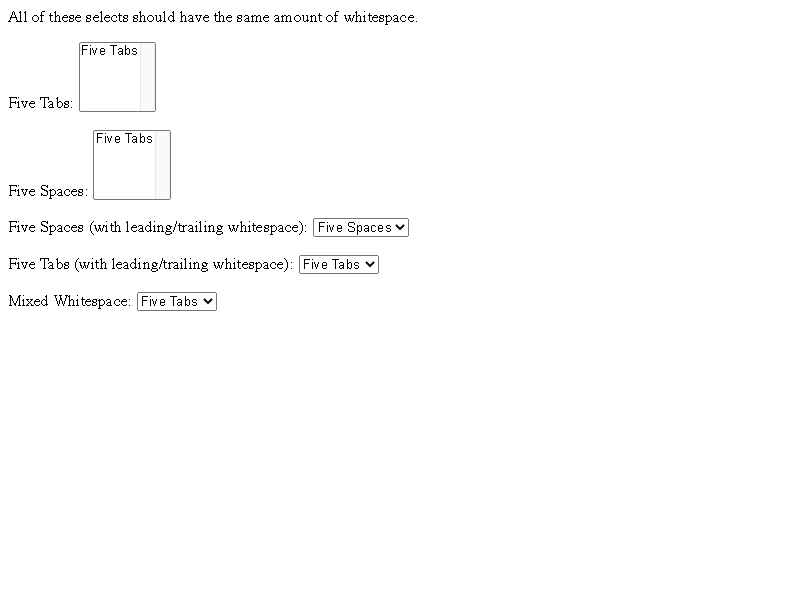 All of these selects should have the same amount of whitespace.
Five Tabs
Five Tabs:
Five Tabs
Five Spaces:
Five Spaces (with leading/trailing whitespace): Five Spaces
Five Tabs (with leading/trailing whitespace): Five Tabs
Mixed Whitespace: Five Tabs